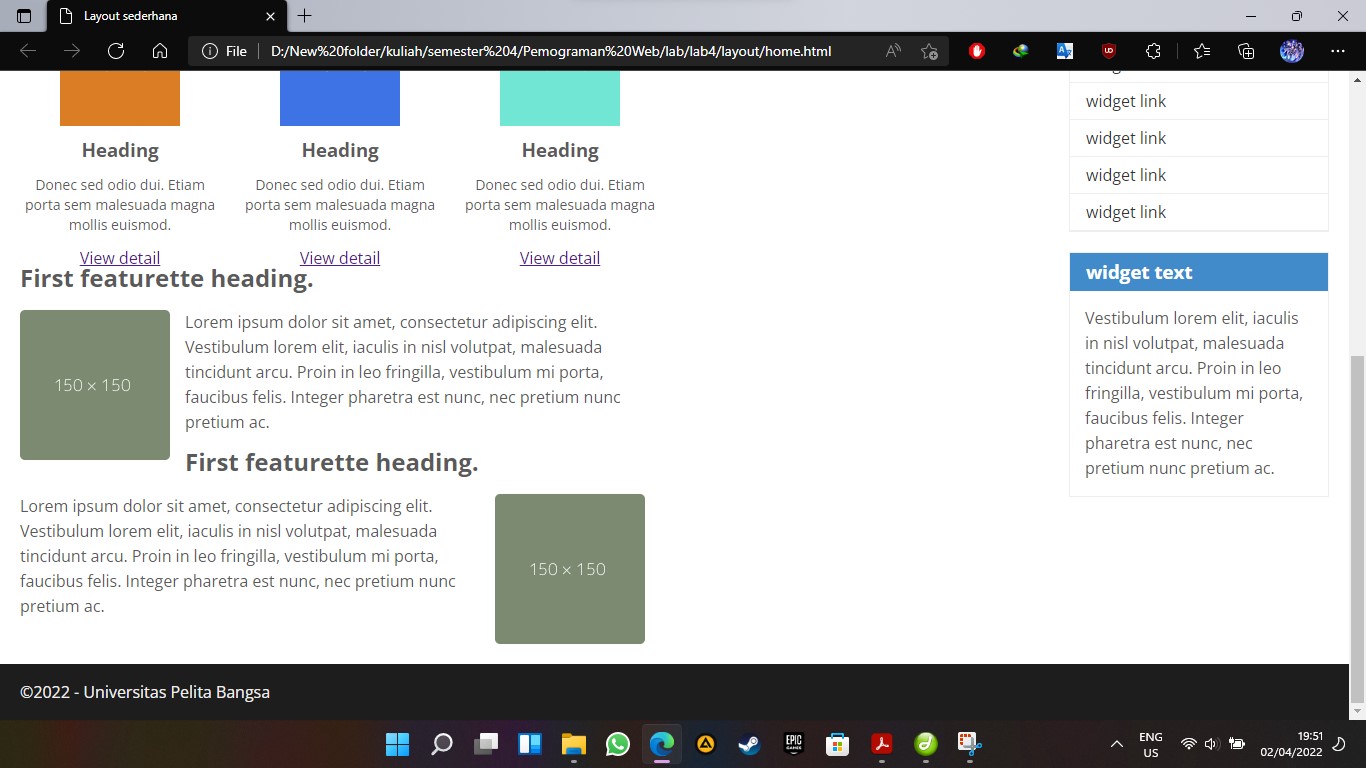 Layout sederhana
File
D:/New%20folder/kuliah/semester%204/Pemograman%20Web/lab/lab4/layout/home.html
Heading
Donec sed odio dui. Etiam
porta sem malesuada magna
mollis euismod.
View detail
Heading
Donec sed odio dui. Etiam
porta sem malesuada magna
mollis euismod.
View detail
Heading
Donec sed odio dui. Etiam
porta sem malesuada magna
mollis euismod.
View detail
First featurette heading.
150 × 150
Lorem ipsum dolor sit amet, consectetur adipiscing elit.
Vestibulum lorem elit, iaculis in nisl volutpat, malesuada
tincidunt arcu. Proin in leo fringilla, vestibulum mi porta,
faucibus felis. Integer pharetra est nunc, nec pretium nunc
pretium ac.
First featurette heading.
Lorem ipsum dolor sit amet, consectetur adipiscing elit.
Vestibulum lorem elit, iaculis in nisl volutpat, malesuada
tincidunt arcu. Proin in leo fringilla, vestibulum mi porta,
faucibus felis. Integer pharetra est nunc, nec pretium nunc
pretium ac.
150 × 150
widget link
widget link
widget link
widget link
widget text
Vestibulum lorem elit, iaculis
in nisl volutpat, malesuada
tincidunt arcu. Proin in leo
fringilla, vestibulum mi porta,
faucibus felis. Integer
pharetra est nunc, nec
pretium nunc pretium ac.
©2022 - Universitas Pelita Bangsa
EPIC
GAMES
ENG
US
19:51
02/04/2022